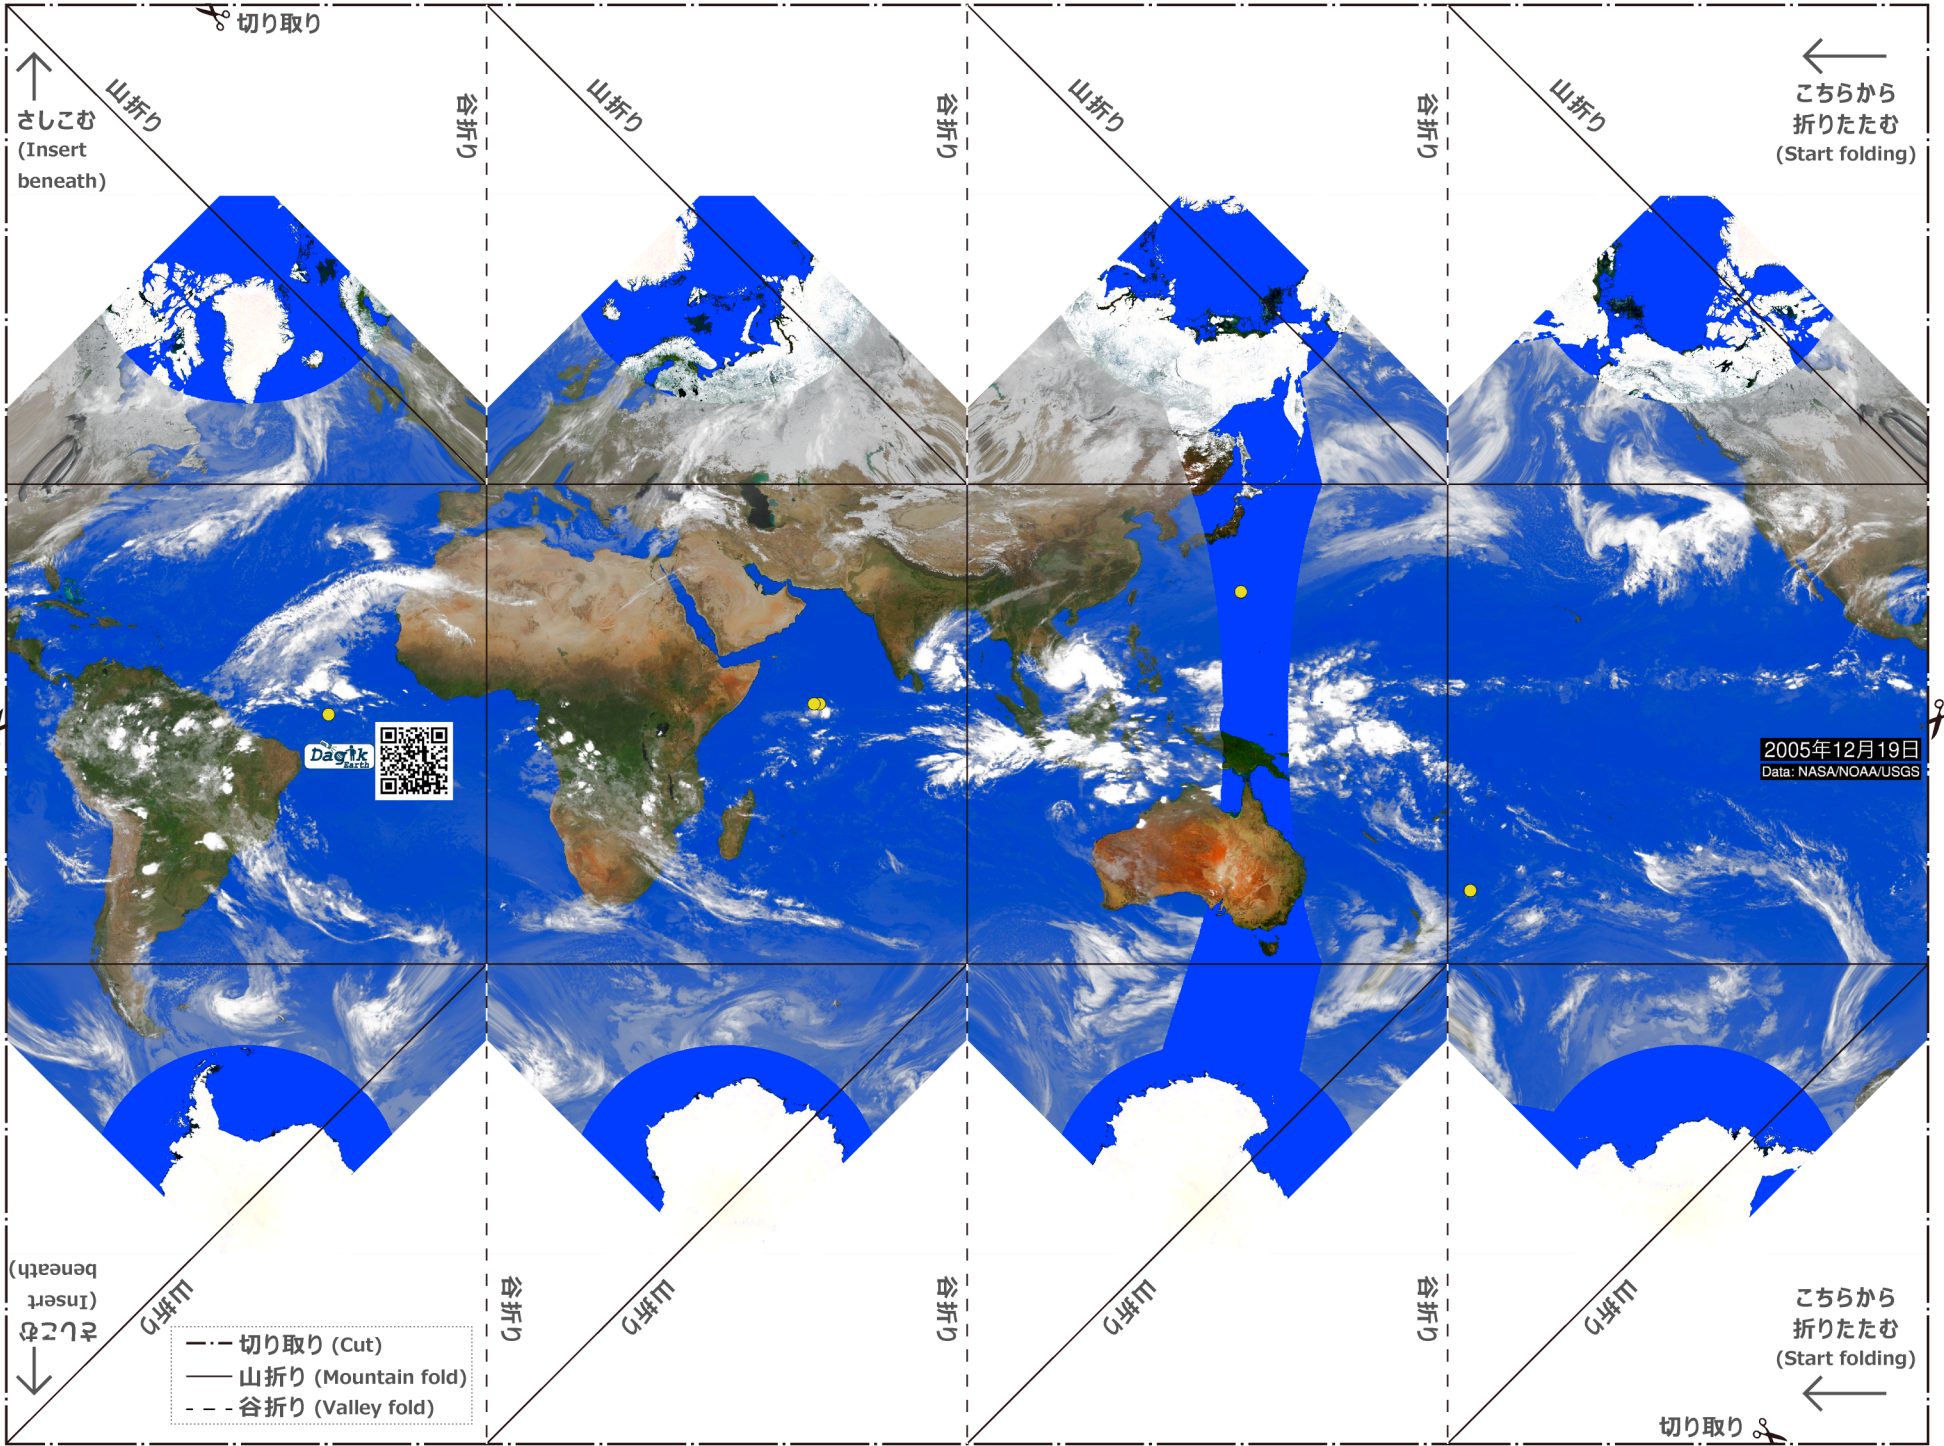 切り取り
山折り
谷折り
山折り
谷折り
山折り
谷折り
山折り
さしこむ
(Insert
beneath)
こちらから
折りたたむ
(Start folding)
Dagik
Earth
2005年12月19日
Data: NASA/NOAA/USGS
さしこむ
(Insert
beneath)
山折り
谷折り
山折り
谷折り
山折り
谷折り
山折り
こちらから
折りたたむ
(Start folding)
切り取り (Cut)
山折り (Mountain fold)
谷折り (Valley fold)
切り取り